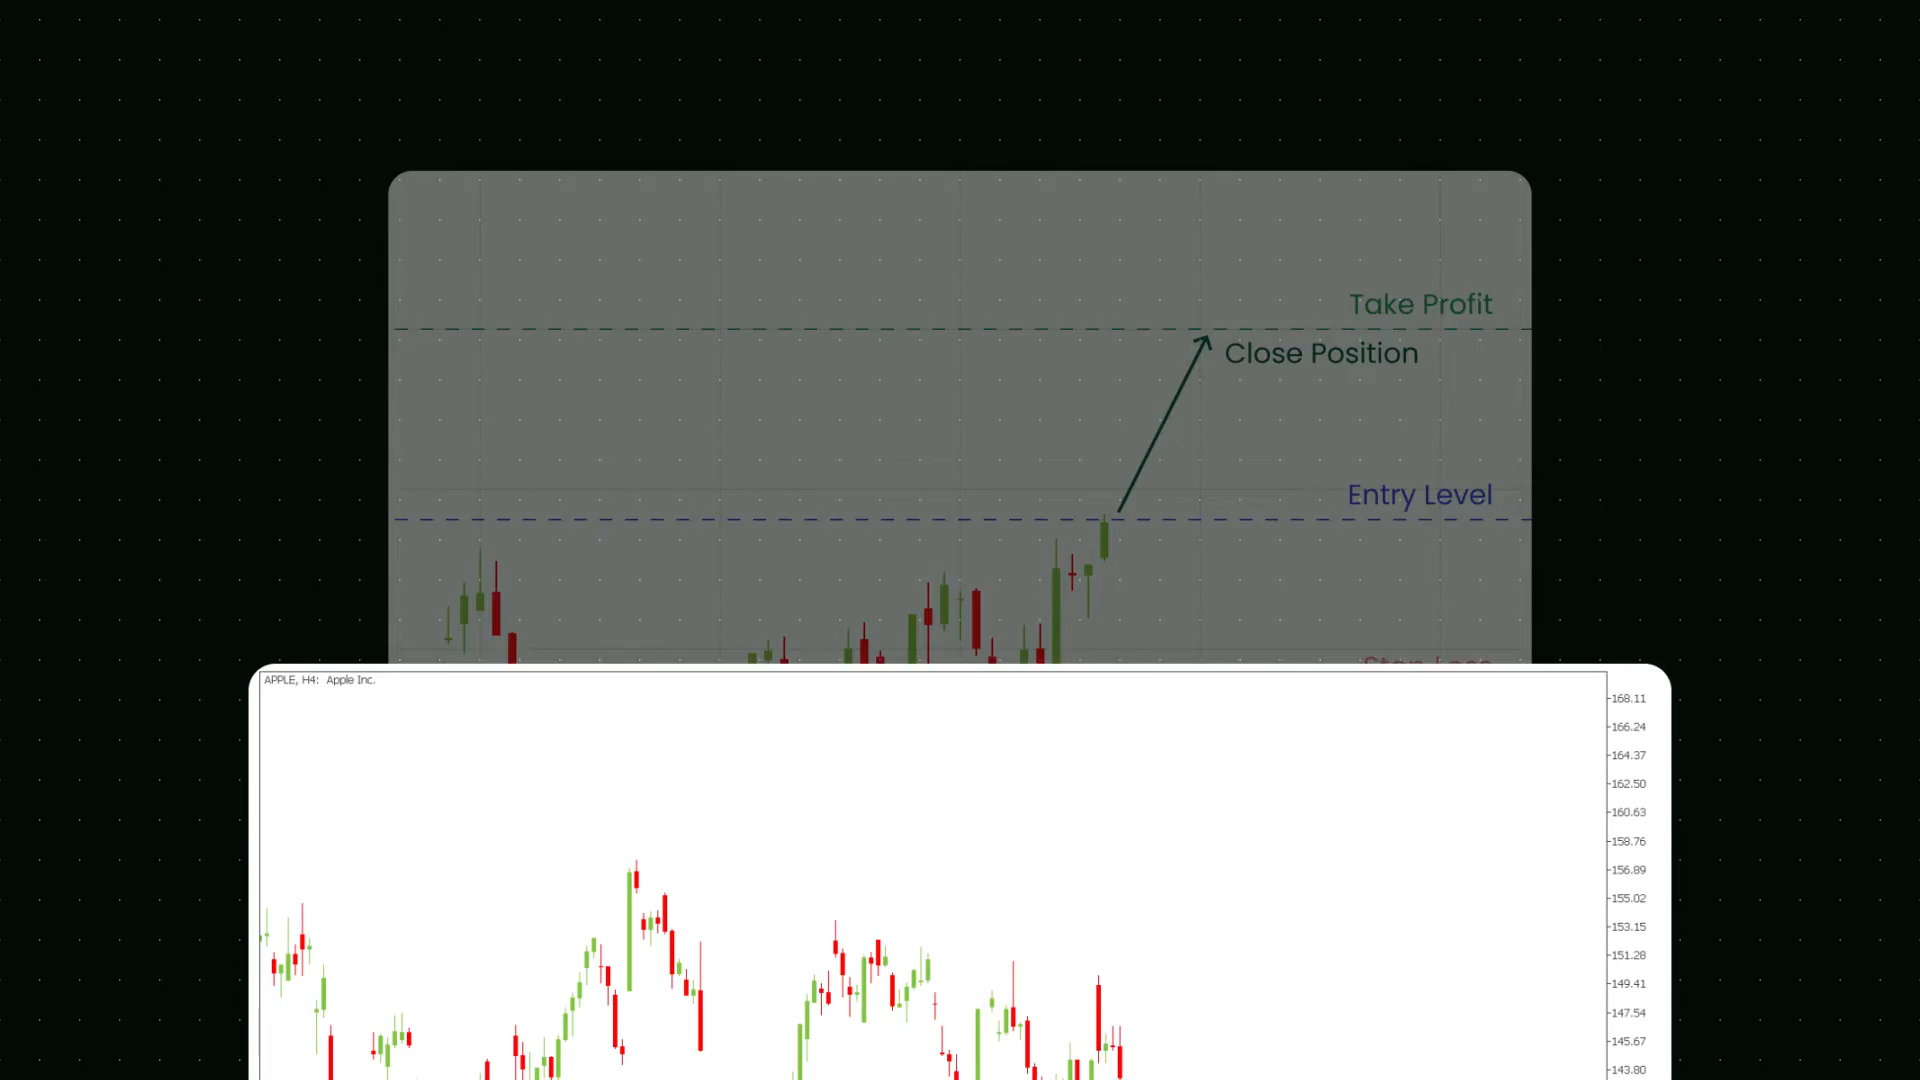 Take Profit
Close Position
Entry Level
Stop Loss
APPLE, H4: Apple Inc.
168.11
166.24
164.37
162.50
160.63
158.76
156.89
155.02
153.15
151.28
149.41
147.54
145.67
143.80